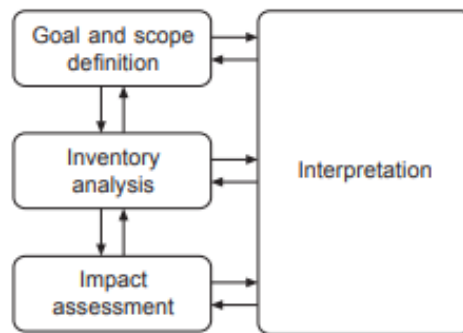 Goal and scope
definition
Inventory
analysis
Interpretation
Impact
assessment